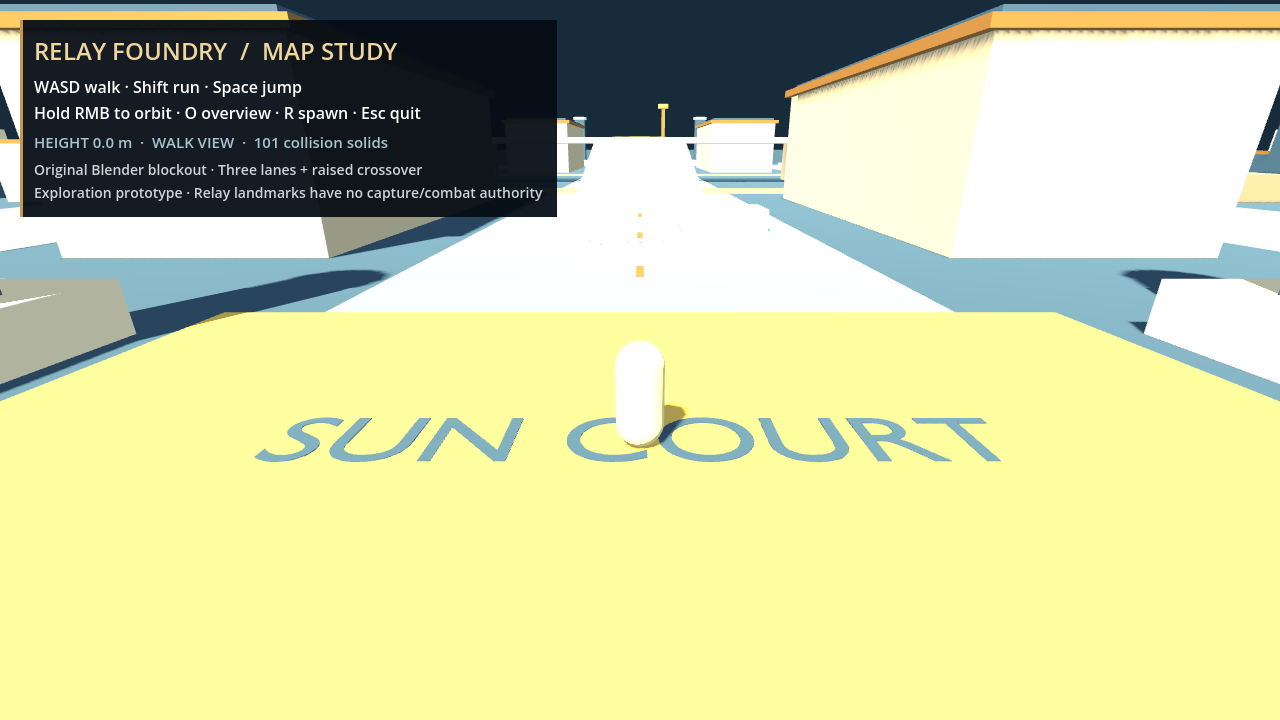 RELAY FOUNDRY / MAP STUDY
WASD walk · Shift run · Space jump
Hold RMB to orbit · O overview · R spawn · Esc quit
HEIGHT 0.0 m · WALK VIEW · 101 collision solids
Original Blender blockout · Three lanes + raised crossover
Exploration prototype · Relay landmarks have no capture/combat authority
SUN COURT